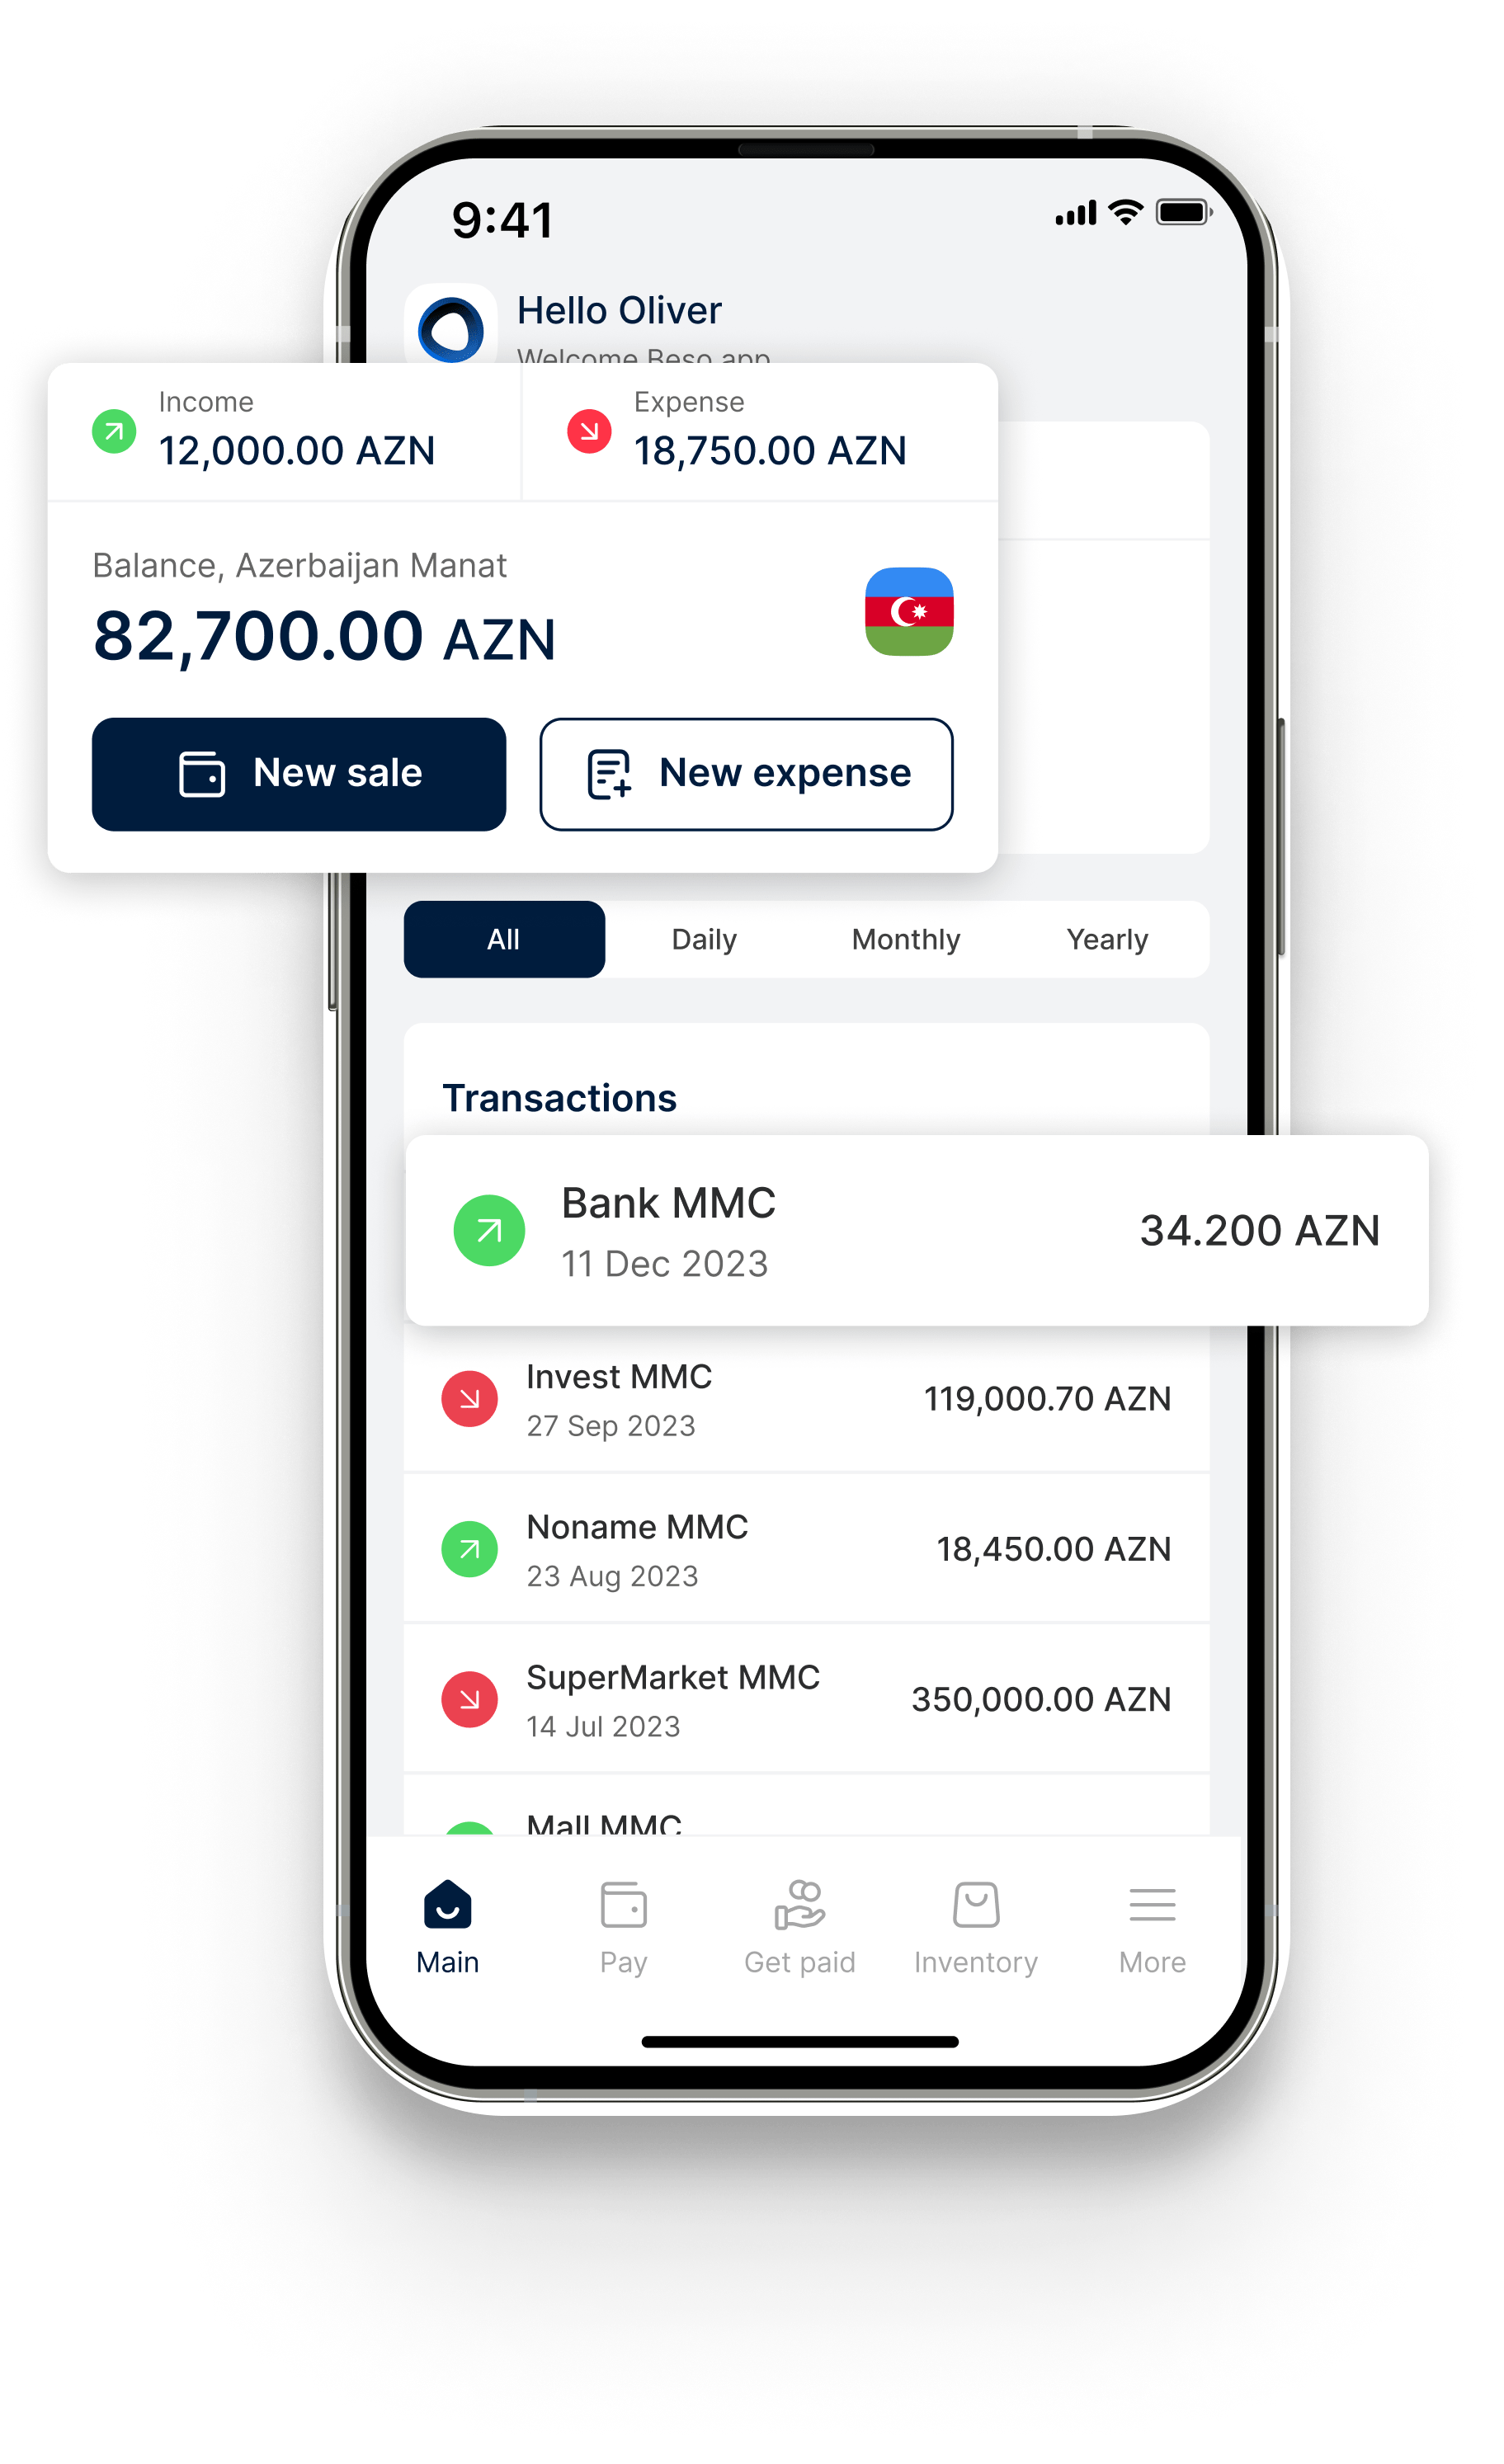 9:41
Hello Oliver
Welcome Beso app
Income
12,000.00 AZN
Expense
18,750.00 AZN
Balance, Azerbaijan Manat
82,700.00 AZN
New sale
New expense
All
Daily
Monthly
Yearly
Transactions
Bank MMC
11 Dec 2023
34.200 AZN
Invest MMC
27 Sep 2023
119,000.70 AZN
Noname MMC
23 Aug 2023
18,450.00 AZN
SuperMarket MMC
14 Jul 2023
350,000.00 AZN
Mall MMC
Main
Pay
Get paid
Inventory
More